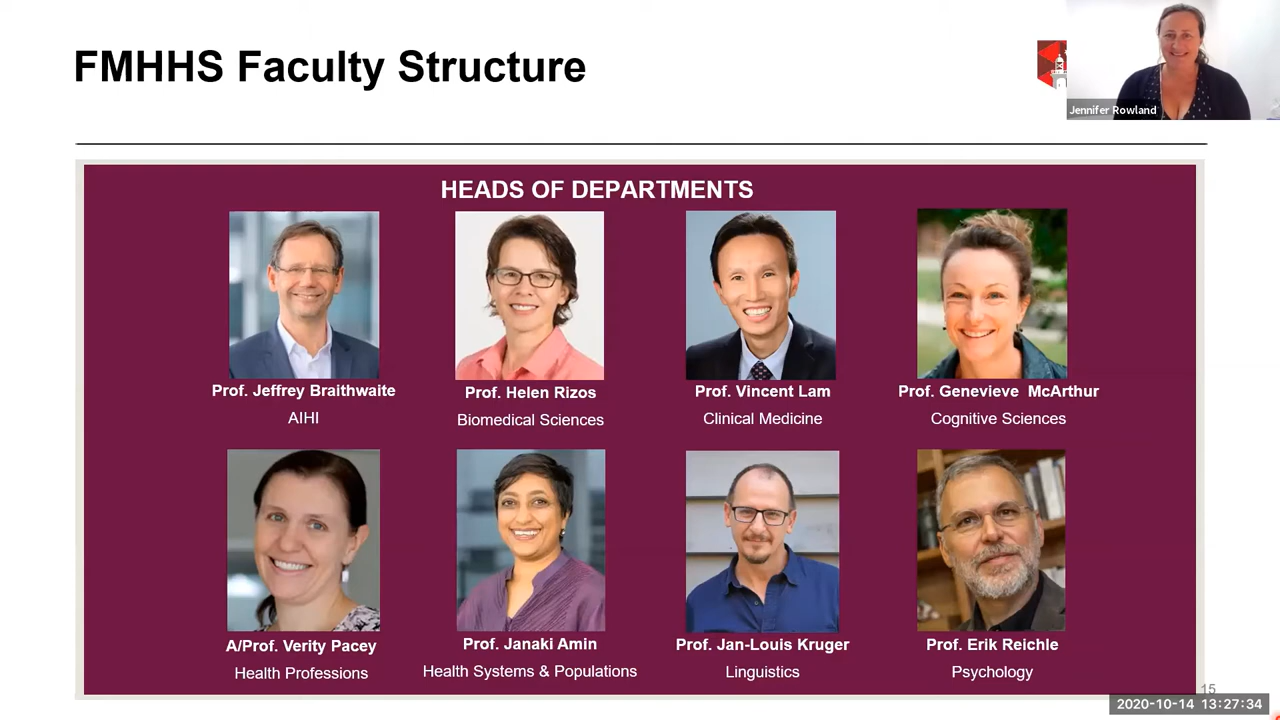 FMHHS Faculty Structure
Jennifer Rowland
HEADS OF DEPARTMENTS
Prof. Jeffrey Braithwaite
AIHI
Prof. Helen Rizos
Biomedical Sciences
Prof. Vincent Lam
Clinical Medicine
Prof. Genevieve McArthur
Cognitive Sciences
A/Prof. Verity Pacey
Health Professions
Prof. Janaki Amin
Health Systems & Populations
Prof. Jan-Louis Kruger
Linguistics
Prof. Erik Reichle
Psychology
15
2020-10-14 13:27:34